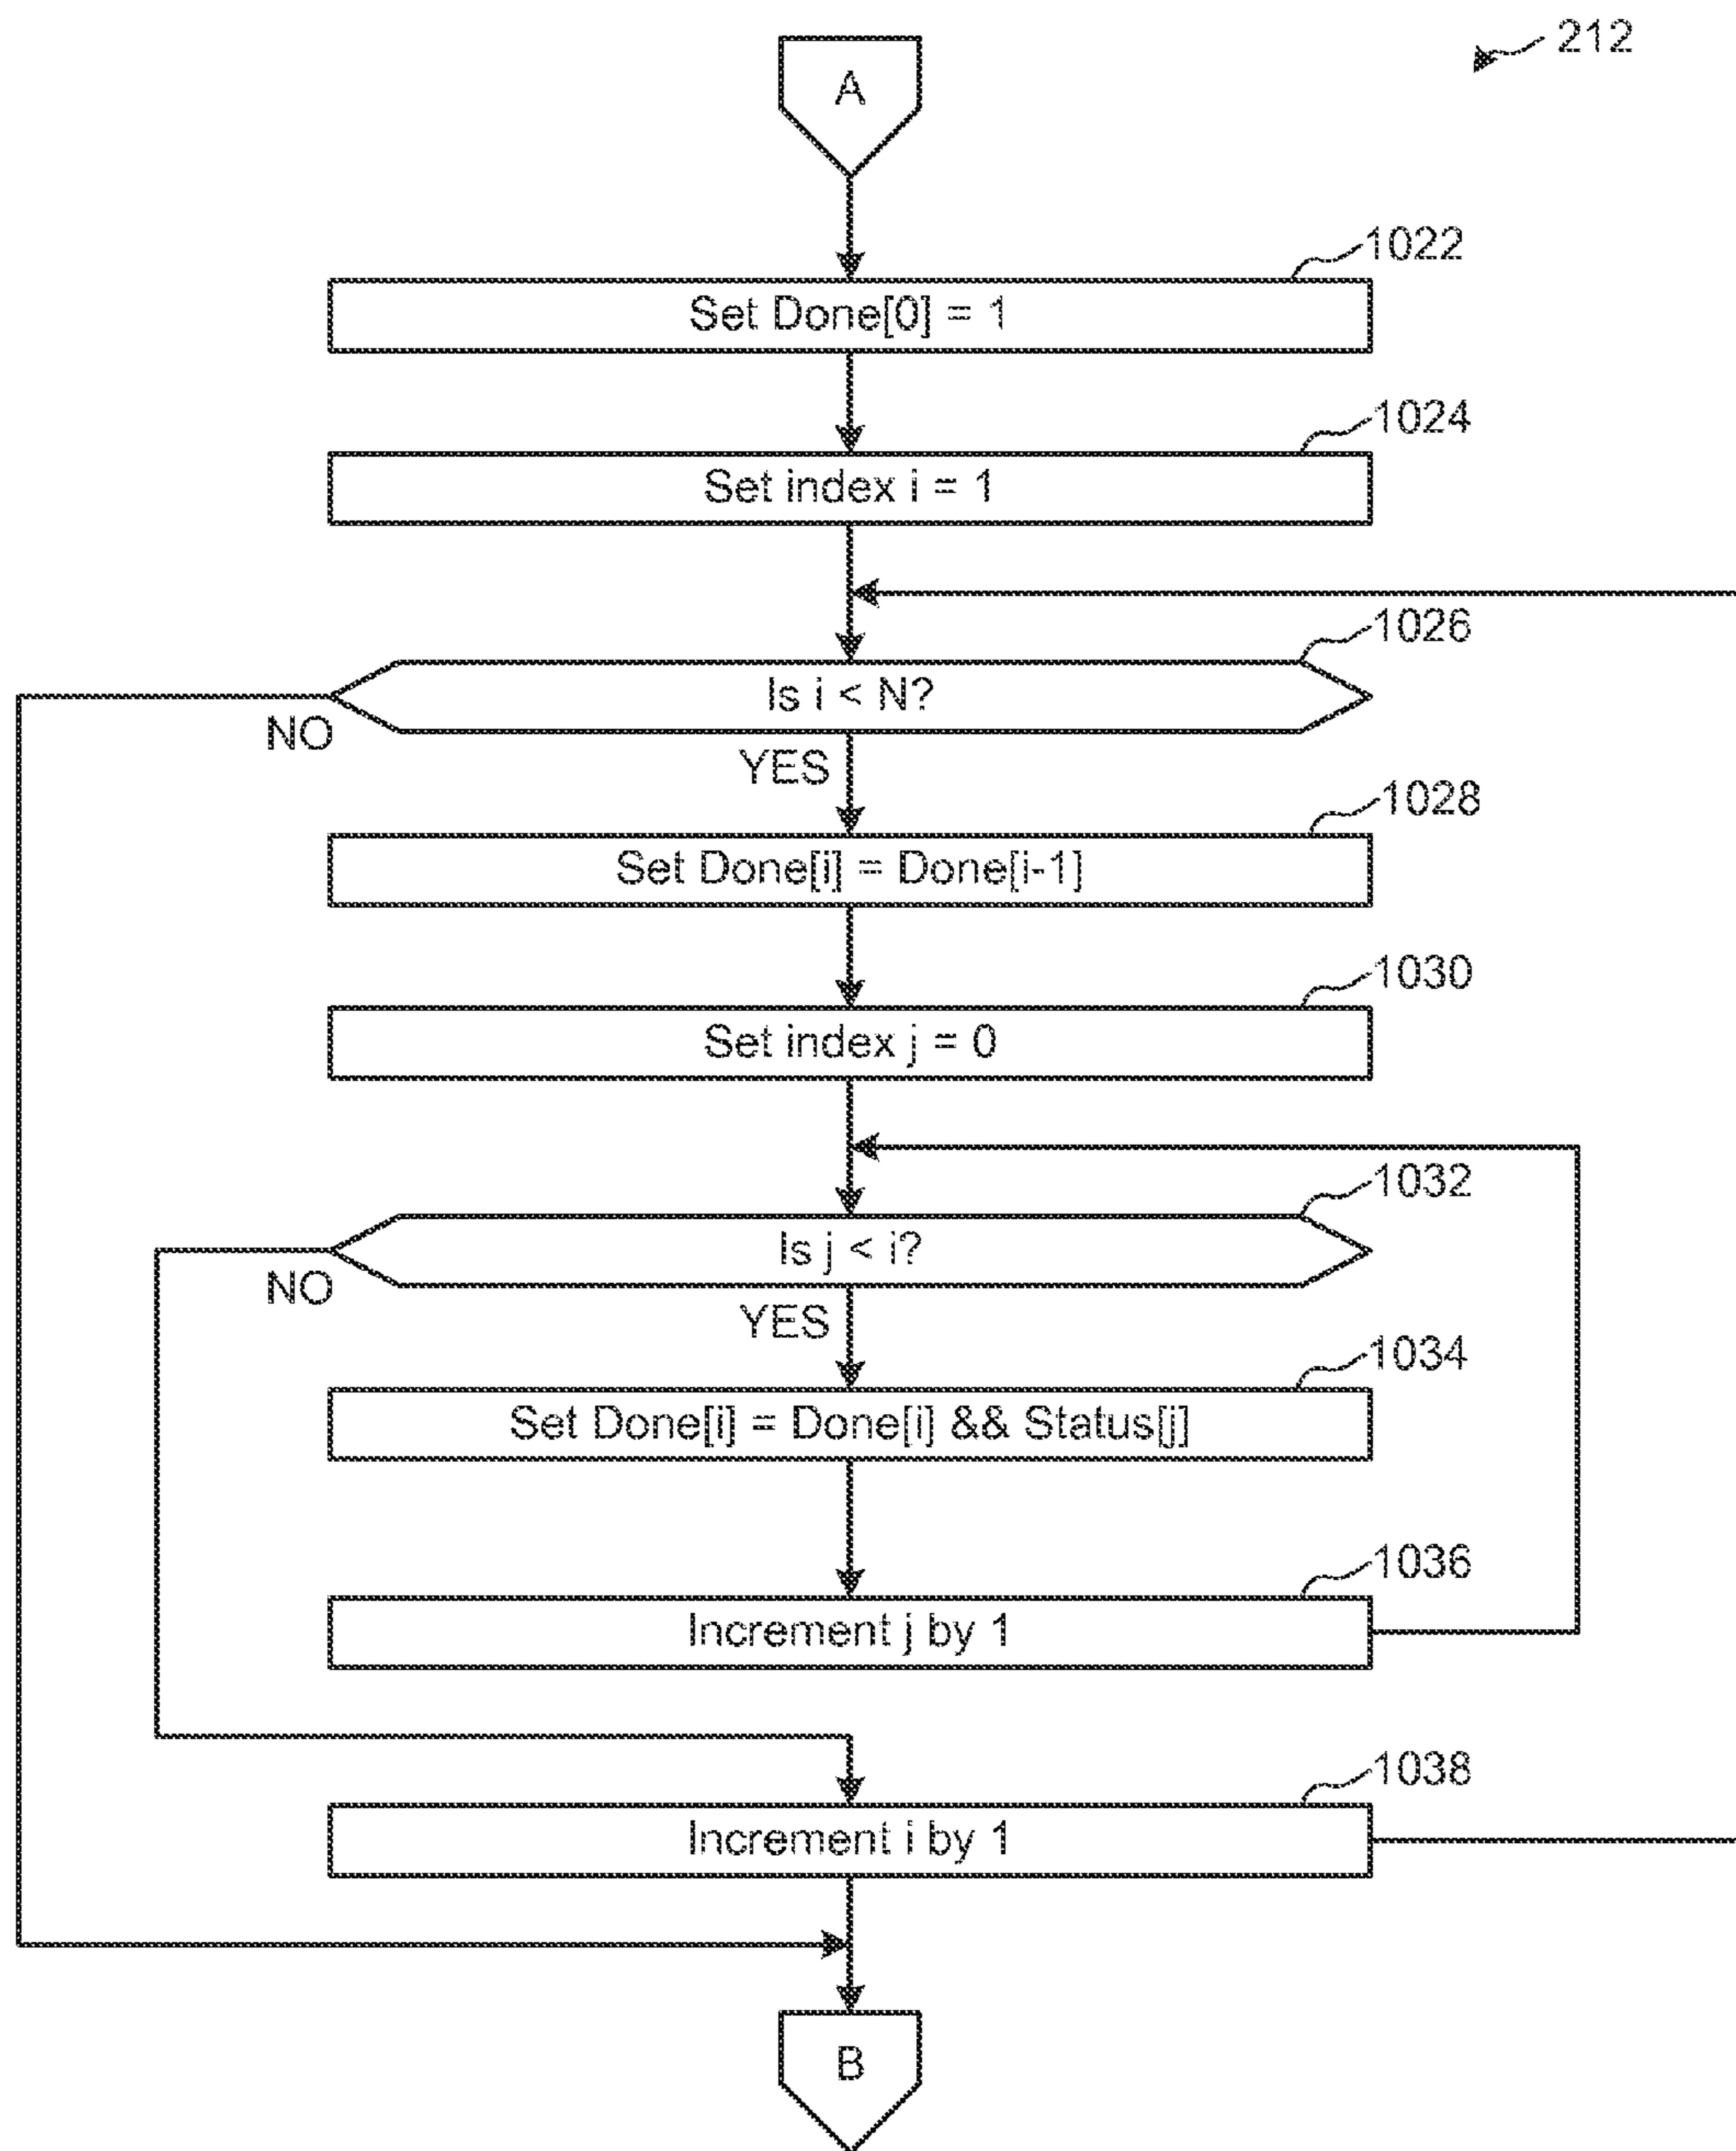 212
A
1022
Set Done[0] = 1
1024
Set index i = 1
1026
Is i < N?
NO
YES
1028
Set Done[i] = Done[i-1]
1030
Set index j = 0
1032
Is j < i?
NO
YES
1034
Set Done[i] = Done[i] && Status[j]
1036
Increment j by 1
1038
Increment i by 1
B